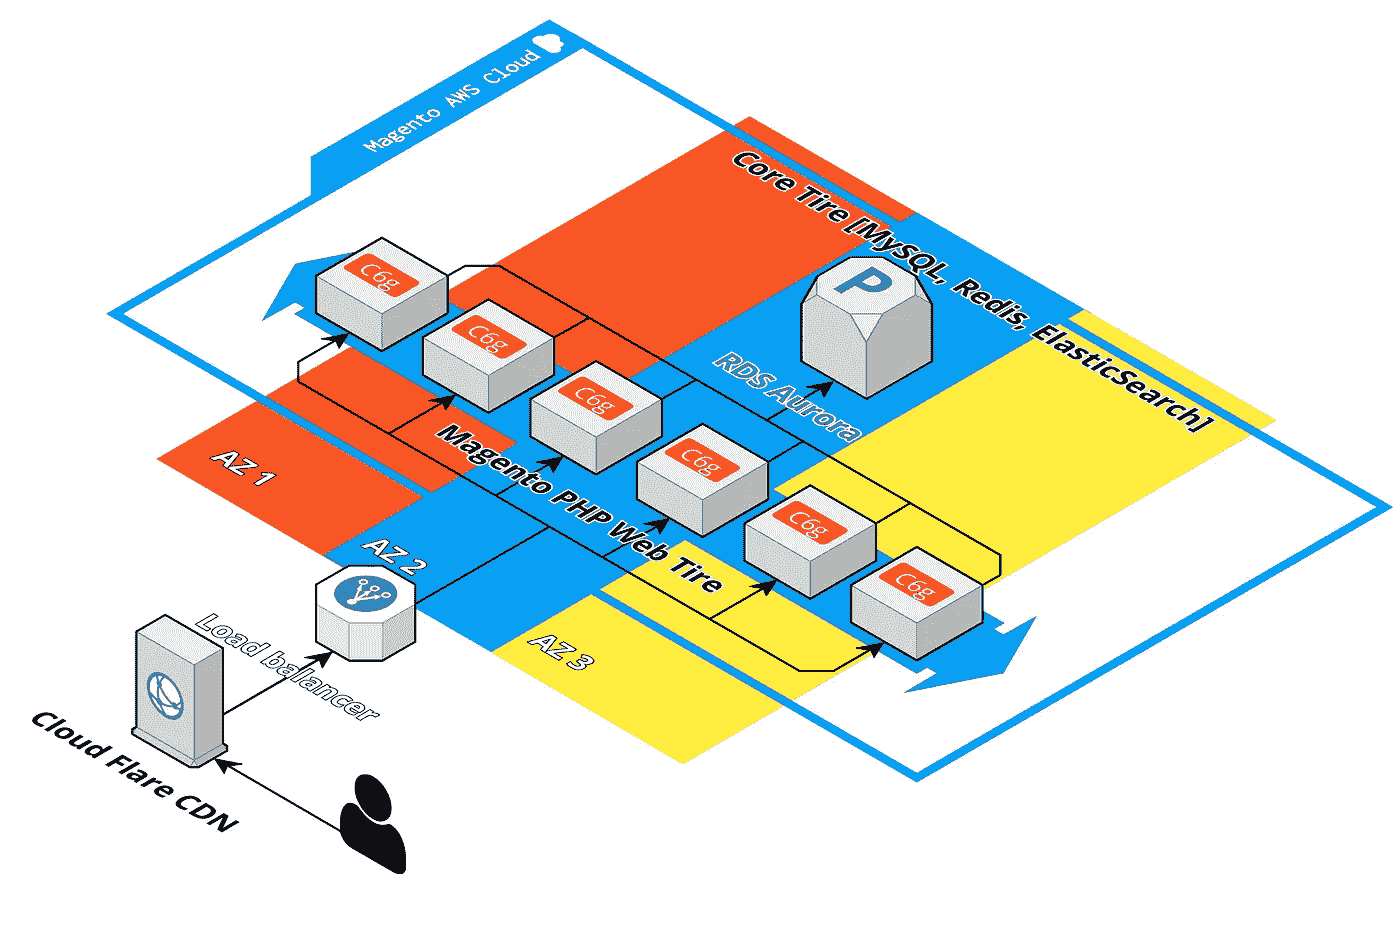 Magento AWS Cloud
Core Tire [MySQL, Redis, ElasticSearch]
C6g
C6g
C6g
C6g
C6g
C6g
P
RDS Aurora
Magento PHP Web Tire
AZ 1
AZ 2
AZ 3
Load balancer
Cloud Flare CDN